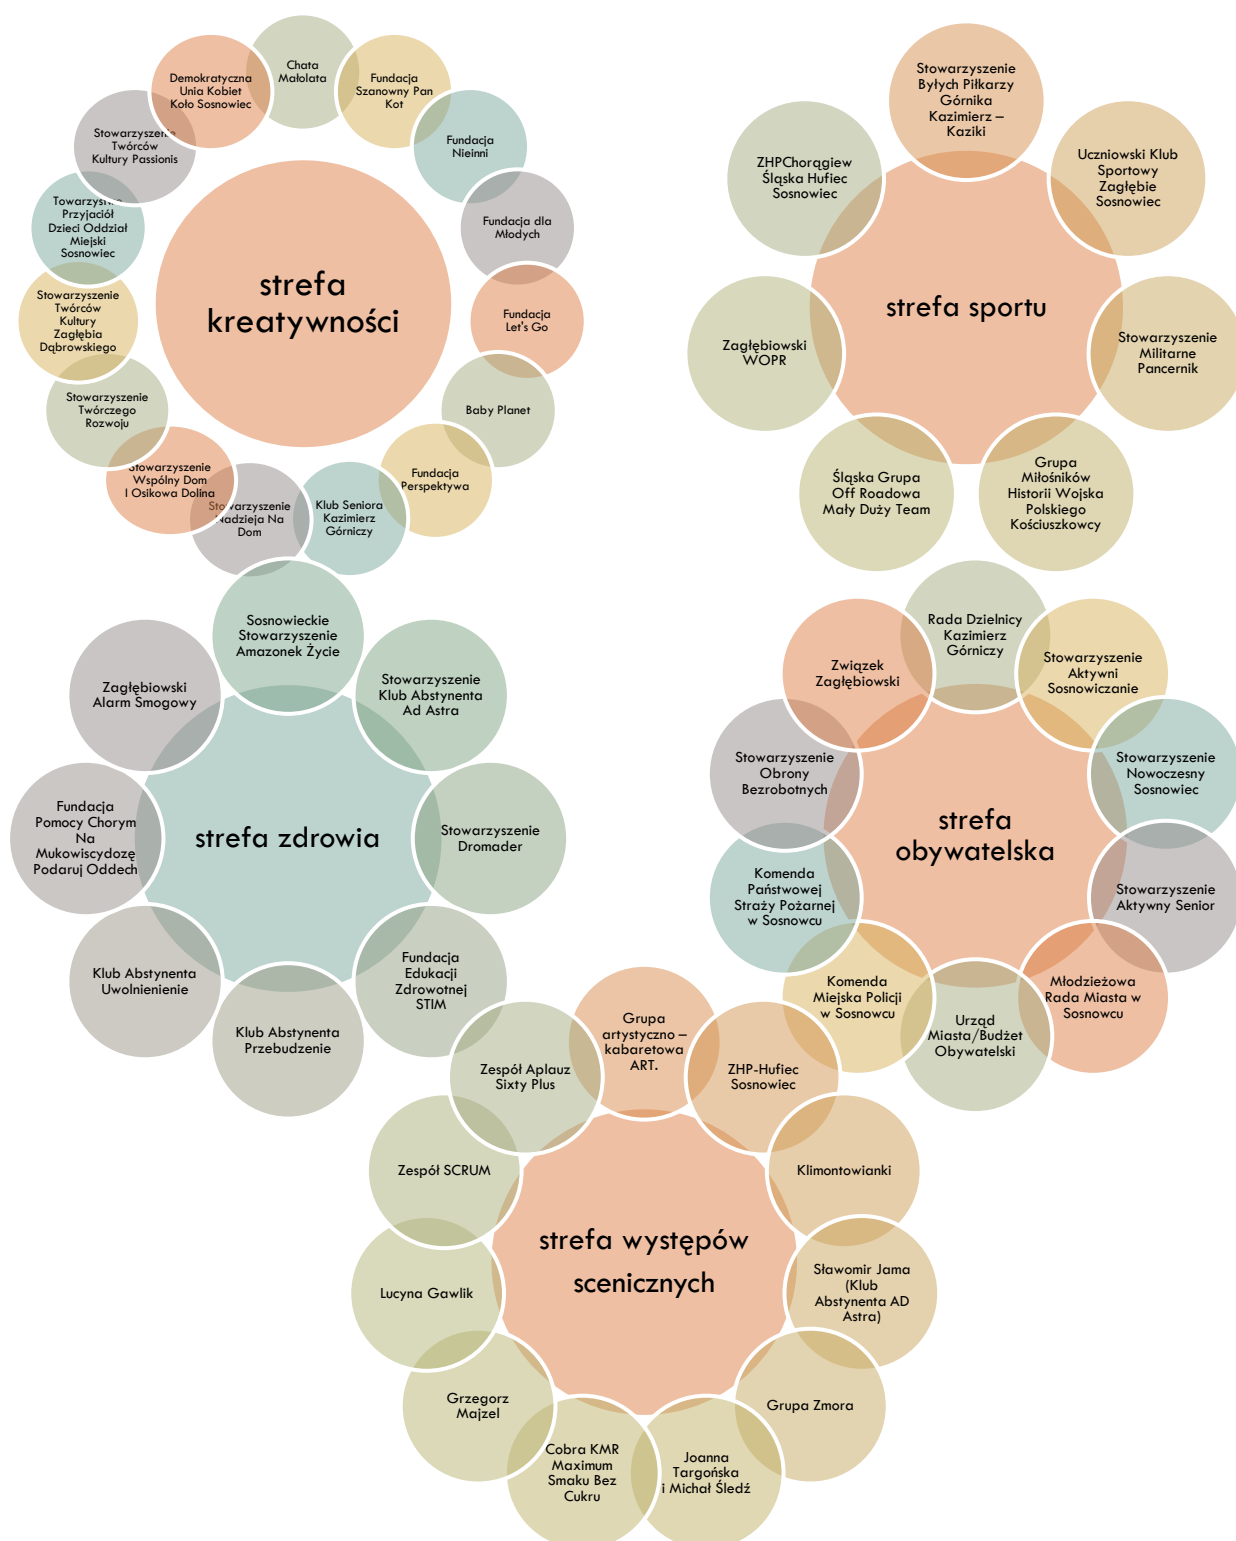 Chata
Małolata
Fundacja
Szanowny Pan
Kot
Fundacja
Nieinni
Fundacja dla
Młodych
Fundacja
Let's Go
Baby Planet
Fundacja
Perspektywa
Klub Seniora
Kazimierz
Górniczy
Stowarzyszenie
Nadzieja Na
Dom
Stowarzyszenie
Wspólny Dom
I Osikowa Dolina
Stowarzyszenie
Twórczego
Rozwoju
Stowarzyszenie
Twórców
Kultury
Zagłębia
Dąbrowskiego
Towarzystwo
Przyjaciół
Dzieci Oddział
Miejski
Sosnowiec
Stowarzyszenie
Twórców
Kultury Passionis
Demokratyczna
Unia Kobiet
Koło Sosnowiec
strefa
kreatywności
Stowarzyszenie
Byłych Piłkarzy
Górnika
Kazimierz –
Kaziki
Uczniowski Klub
Sportowy
Zagłębie
Sosnowiec
Stowarzyszenie
Militarne
Pancernik
Grupa
Miłośników
Historii Wojska
Polskiego
Kościuszkowcy
Śląska Grupa
Off Roadowa
Mały Duży Team
Zagłębiowski
WOPR
ZHPChorągiew
Śląska Hufiec
Sosnowiec
strefa sportu
Sosnowieckie
Stowarzyszenie
Amazonek Życie
Stowarzyszenie
Klub Abstynenta
Ad Astra
Stowarzyszenie
Dromader
Fundacja
Edukacji
Zdrowotnej
STIM
Klub Abstynenta
Przebudzenie
Klub Abstynenta
Uwolnienienie
Fundacja
Pomocy Chorym
Na
Mukowiscydozę
Podaruj Oddech
Zagłębiowski
Alarm Smogowy
strefa zdrowia
Rada Dzielnicy
Kazimierz
Górniczy
Stowarzyszenie
Aktywni
Sosnowiczanie
Stowarzyszenie
Nowoczesny
Sosnowiec
Stowarzyszenie
Aktywny Senior
Młodzieżowa
Rada Miasta w
Sosnowcu
Urząd
Miasta/Budżet
Obywatelski
Komenda
Miejska Policji
w Sosnowcu
Komenda
Państwowej
Straży Pożarnej
w Sosnowcu
Stowarzyszenie
Obrony
Bezrobotnych
Związek
Zagłębiowski
strefa
obywatelska
Grupa
artystyczno –
kabaretowa
ART.
ZHP-Hufiec
Sosnowiec
Klimontowianki
Sławomir Jama
(Klub
Abstynenta AD
Astra)
Grupa Zmora
Joanna
Targońska
i Michał Śledź
Cobra KMR
Maximum
Smaku Bez
Cukru
Grzegorz
Majzel
Lucyna Gawlik
Zespół SCRUM
Zespół Aplauz
Sixty Plus
strefa występów
scenicznych